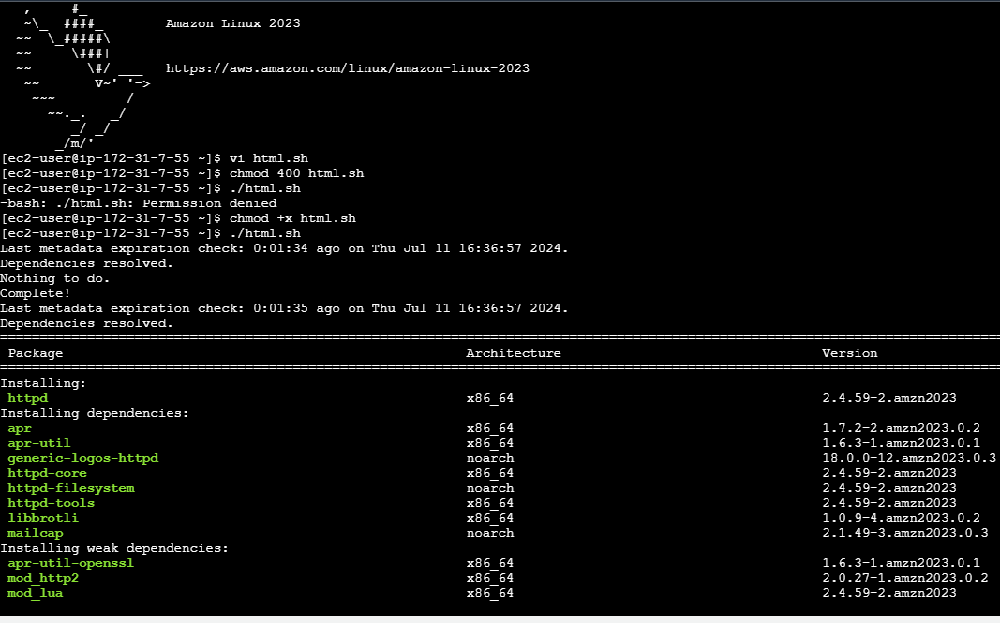 ,     #_
   ~\_  ####_        Amazon Linux 2023
  ~~  \_#####\
  ~~     \###|
  ~~       \#/ ___   https://aws.amazon.com/linux/amazon-linux-2023
   ~~       V~' '->
    ~~~         /
      ~~._.   _/
         _/ _/
       _/m/'
[ec2-user@ip-172-31-7-55 ~]$ vi html.sh
[ec2-user@ip-172-31-7-55 ~]$ chmod 400 html.sh
[ec2-user@ip-172-31-7-55 ~]$ ./html.sh
-bash: ./html.sh: Permission denied
[ec2-user@ip-172-31-7-55 ~]$ chmod +x html.sh
[ec2-user@ip-172-31-7-55 ~]$ ./html.sh
Last metadata expiration check: 0:01:34 ago on Thu Jul 11 16:36:57 2024.
Dependencies resolved.
Nothing to do.
Complete!
Last metadata expiration check: 0:01:35 ago on Thu Jul 11 16:36:57 2024.
Dependencies resolved.
Package Architecture Version
Installing:
httpd x86_64 2.4.59-2.amzn2023
Installing dependencies:
apr x86_64 1.7.2-2.amzn2023.0.2
apr-util x86_64 1.6.3-1.amzn2023.0.1
generic-logos-httpd noarch 18.0.0-12.amzn2023.0.3
httpd-core x86_64 2.4.59-2.amzn2023
httpd-filesystem noarch 2.4.59-2.amzn2023
httpd-tools x86_64 2.4.59-2.amzn2023
libbrotli x86_64 1.0.9-4.amzn2023.0.2
mailcap noarch 2.1.49-3.amzn2023.0.3
Installing weak dependencies:
apr-util-openssl x86_64 1.6.3-1.amzn2023.0.1
mod_http2 x86_64 2.0.27-1.amzn2023.0.2
mod_lua x86_64 2.4.59-2.amzn2023